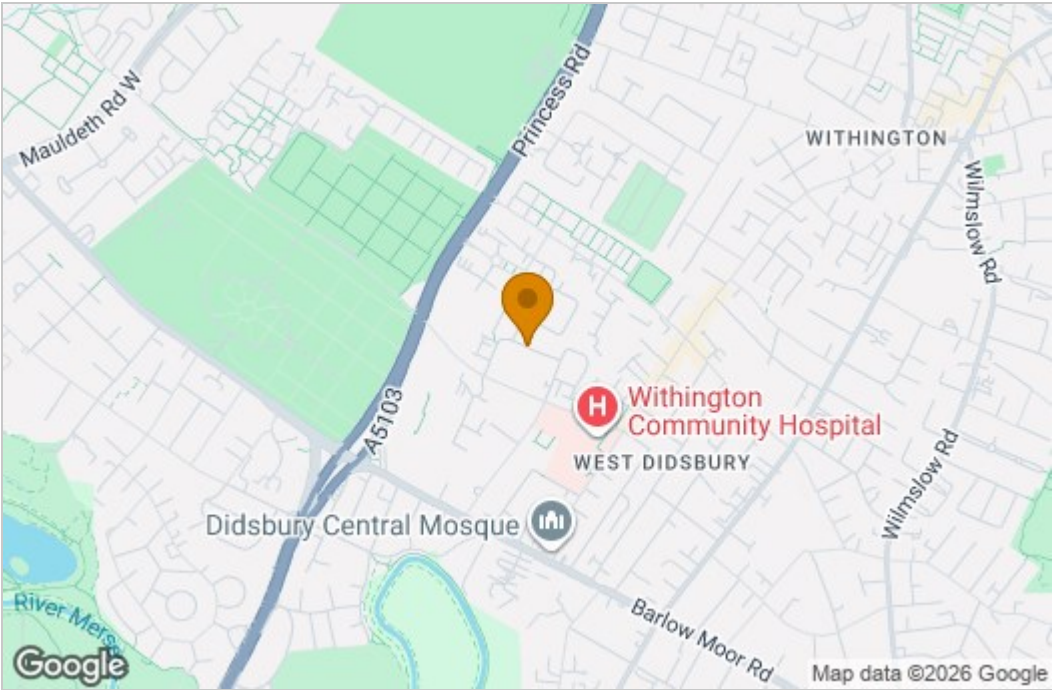 Mauldeth Rd W
Princess Rd
WITHINGTON
Wilmslow Rd
A5103
H
Withington
Community Hospital
WEST DIDSBURY
Wilmslow Rd
Didsbury Central Mosque
River Merse
Barlow Moor Rd
Google
Map data ©2026 Google